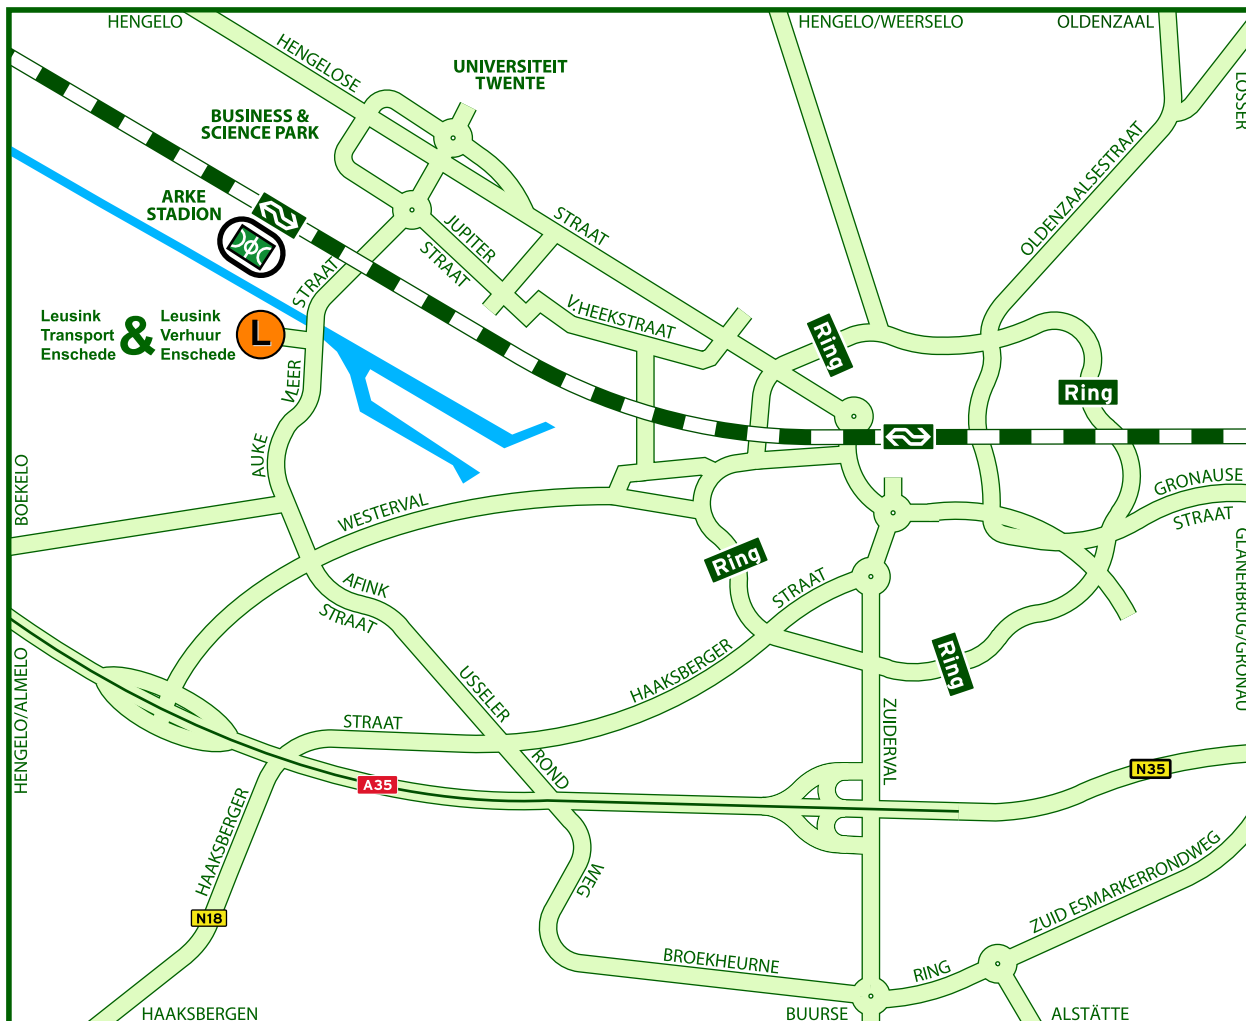 HENGELO
HENGELO/WEERSELO
OLDENZAAL
HENGELOSE
UNIVERSITEIT
TWENTE
LOSSER
BUSINESS &
SCIENCE PARK
OLDENZAALSESTRAAT
ARKE
STADION
STRAAT
JUPITER
STRAAT
STRAAT
V.HEEKSTRAAT
Leusink
Transport
Enschede
&
Leusink
Verhuur
Enschede
L
Ring
Ring
VLEER
AUKE
BOEKELO
WESTERVAL
GRONAUSE
STRAAT
GLANERBRUG/GRONAU
Ring
AFINK
STRAAT
STRAAT
HAAKSBERGER
Ring
HENGELO/ALMELO
USSELER
STRAAT
ROND
ZUIDERVAL
A35
N35
HAAKSBERGER
WEG
ZUID ESMARKERRONDWEG
N18
BROEKHEURNE
RING
HAAKSBERGEN
BUURSE
ALSTÄTTE